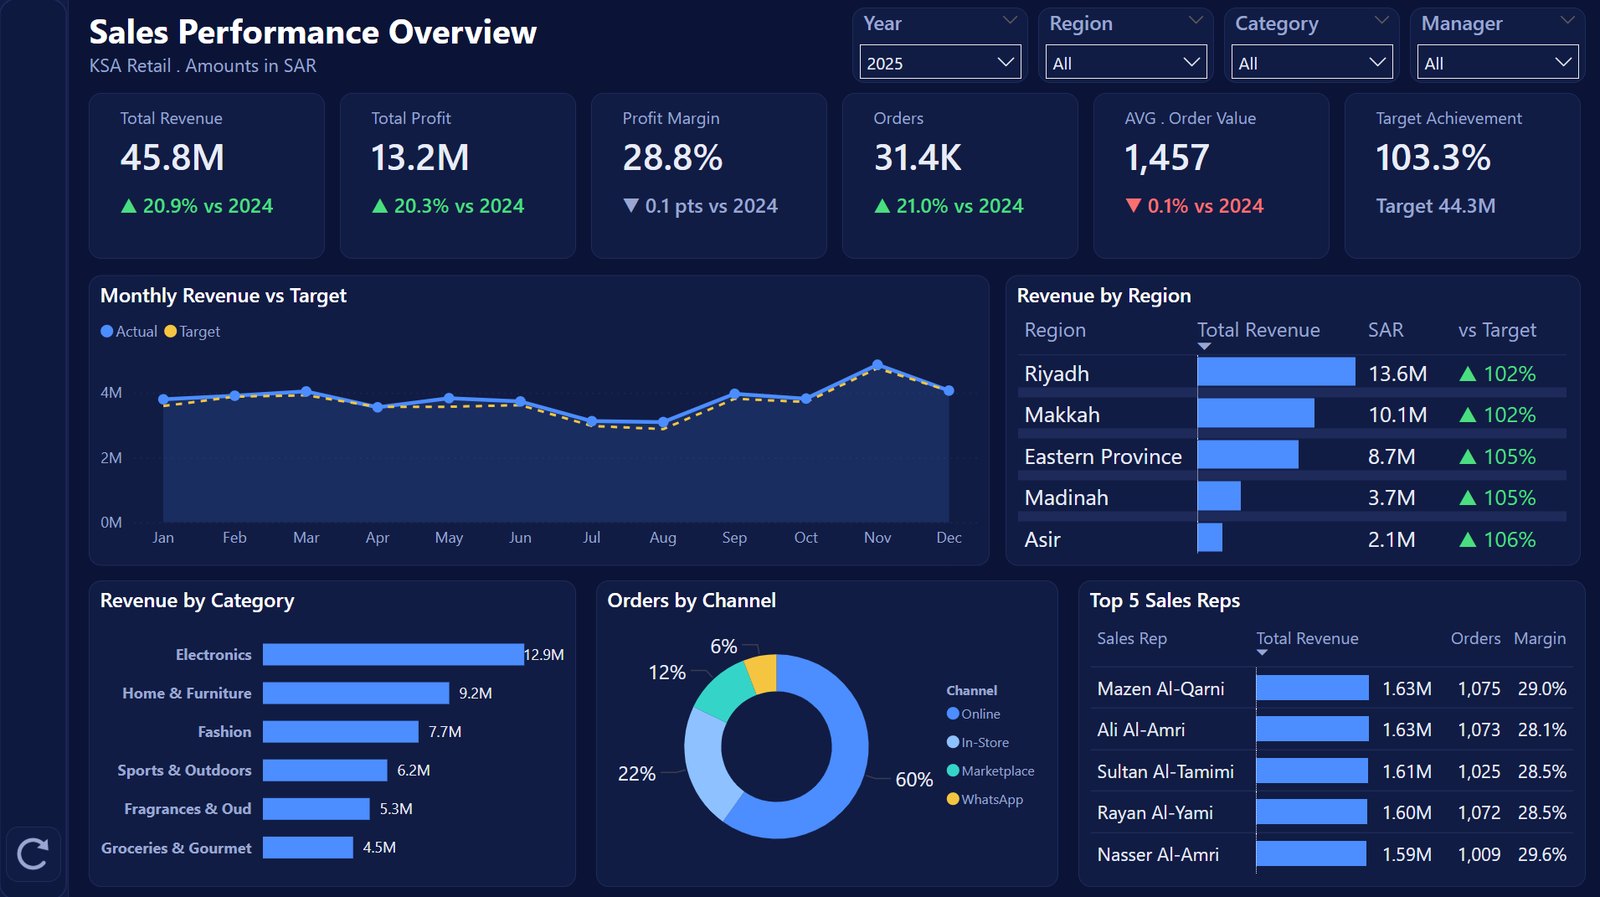 Sales Performance Overview
KSA Retail . Amounts in SAR
Year
2025
Region
All
Category
All
Manager
All
Total Revenue
45.8M
▲ 20.9% vs 2024
Total Profit
13.2M
▲ 20.3% vs 2024
Profit Margin
28.8%
▼ 0.1 pts vs 2024
Orders
31.4K
▲ 21.0% vs 2024
AVG . Order Value
1,457
▼ 0.1% vs 2024
Target Achievement
103.3%
Target 44.3M
Monthly Revenue vs Target
Actual Target
4M
2M
0M
Jan Feb Mar Apr May Jun Jul Aug Sep Oct Nov Dec
Revenue by Region
Region Total Revenue SAR vs Target
Riyadh 13.6M ▲ 102%
Makkah 10.1M ▲ 102%
Eastern Province 8.7M ▲ 105%
Madinah 3.7M ▲ 105%
Asir 2.1M ▲ 106%
Revenue by Category
Electronics 12.9M
Home & Furniture 9.2M
Fashion 7.7M
Sports & Outdoors 6.2M
Fragrances & Oud 5.3M
Groceries & Gourmet 4.5M
Orders by Channel
6%
12%
22%
60%
Channel
Online
In-Store
Marketplace
WhatsApp
Top 5 Sales Reps
Sales Rep Total Revenue Orders Margin
Mazen Al-Qarni 1.63M 1,075 29.0%
Ali Al-Amri 1.63M 1,073 28.1%
Sultan Al-Tamimi 1.61M 1,025 28.5%
Rayan Al-Yami 1.60M 1,072 28.5%
Nasser Al-Amri 1.59M 1,009 29.6%